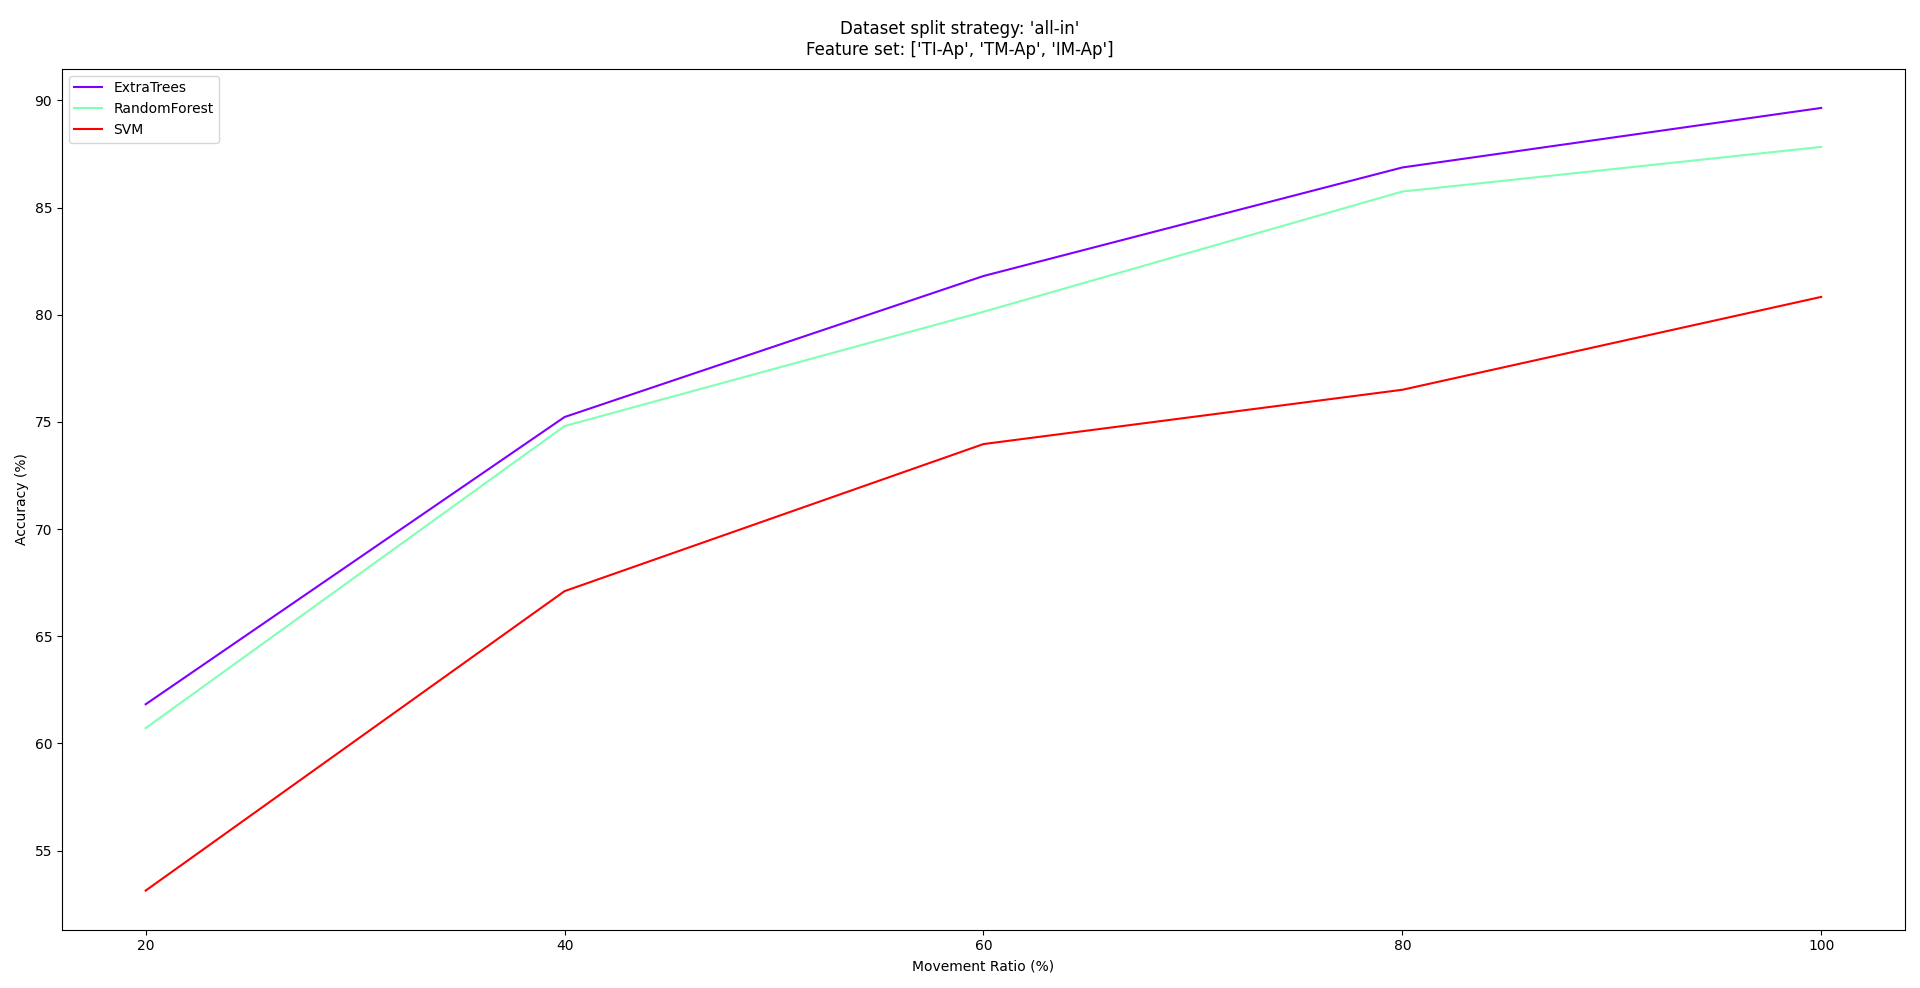 Dataset split strategy: 'all-in'
Feature set: ['TI-Ap', 'TM-Ap', 'IM-Ap']
ExtraTrees
RandomForest
SVM
Accuracy (%)
90
85
80
75
70
65
60
55
20 40 60 80 100
Movement Ratio (%)